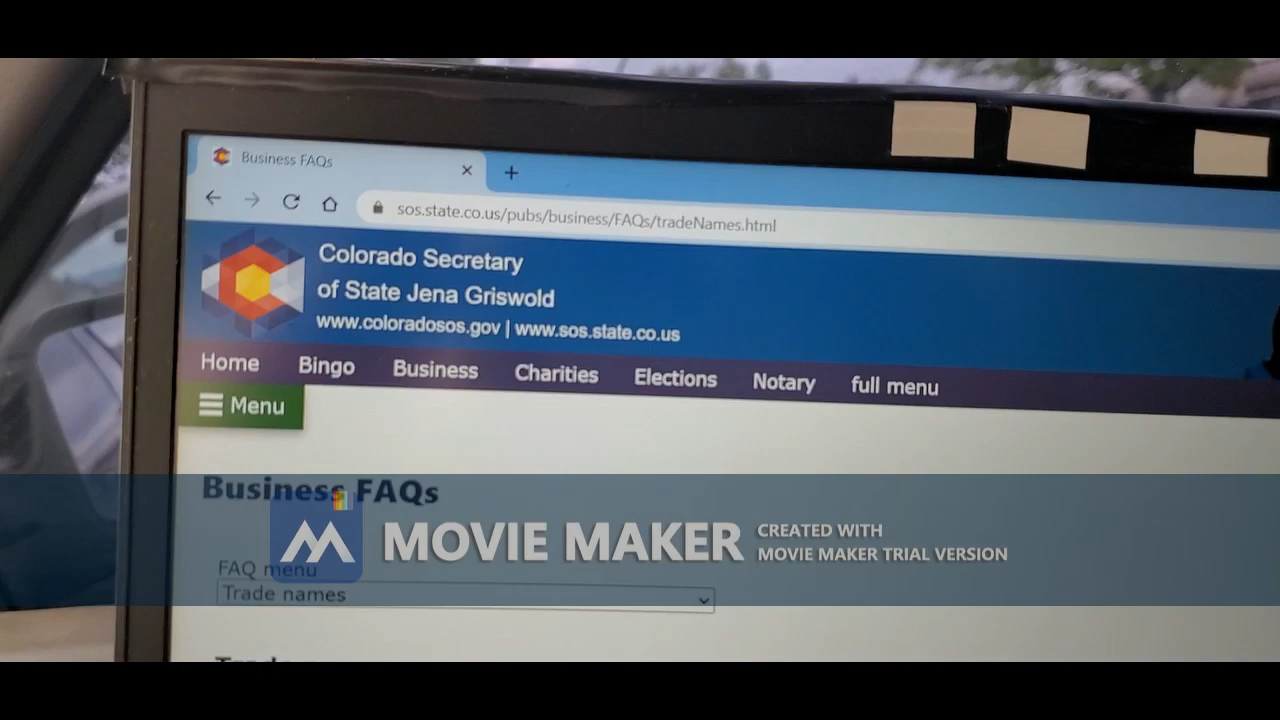 Business FAQs
sos.state.co.us/pubs/business/FAQs/tradeNames.html
Colorado Secretary
of State Jena Griswold
www.coloradosos.gov | www.sos.state.co.us
Home Bingo Business Charities Elections Notary full menu
Menu
Business FAQs
MOVIE MAKER
CREATED WITH
MOVIE MAKER TRIAL VERSION
FAQ menu
Trade names